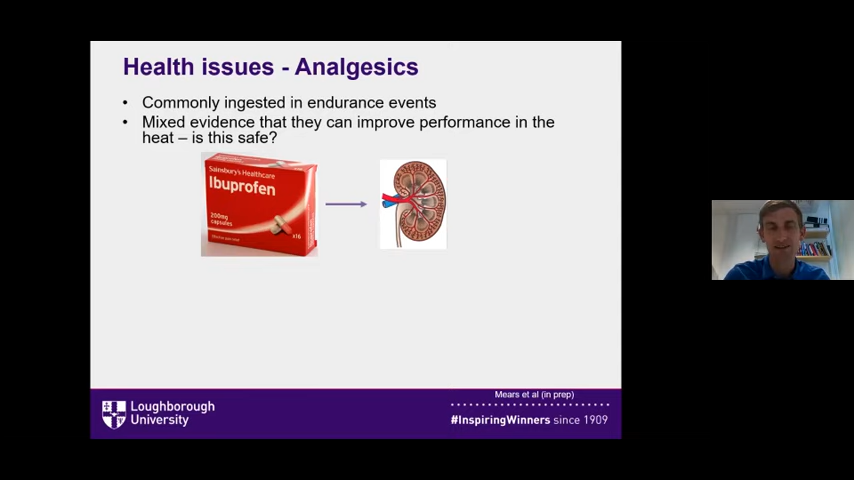 Health issues - Analgesics
• Commonly ingested in endurance events
• Mixed evidence that they can improve performance in the
heat – is this safe?
Sainsbury's Healthcare
Ibuprofen
200mg
capsules
x16
Mears et al (in prep)
Loughborough
University
#InspiringWinners since 1909